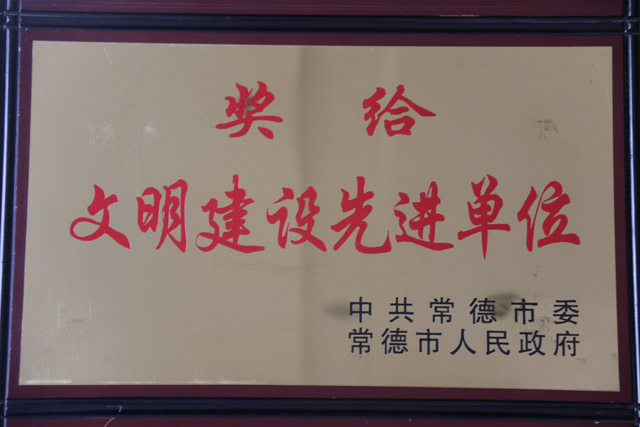 奖给
文明建设先进单位
中共常德市委
常德市人民政府